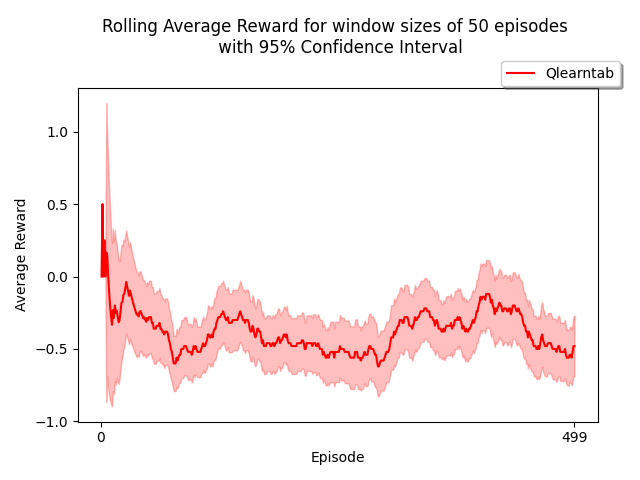 Rolling Average Reward for window sizes of 50 episodes
with 95% Confidence Interval
Qlearntab
1.0
0.5
0.0
−0.5
−1.0
Average Reward
0
499
Episode